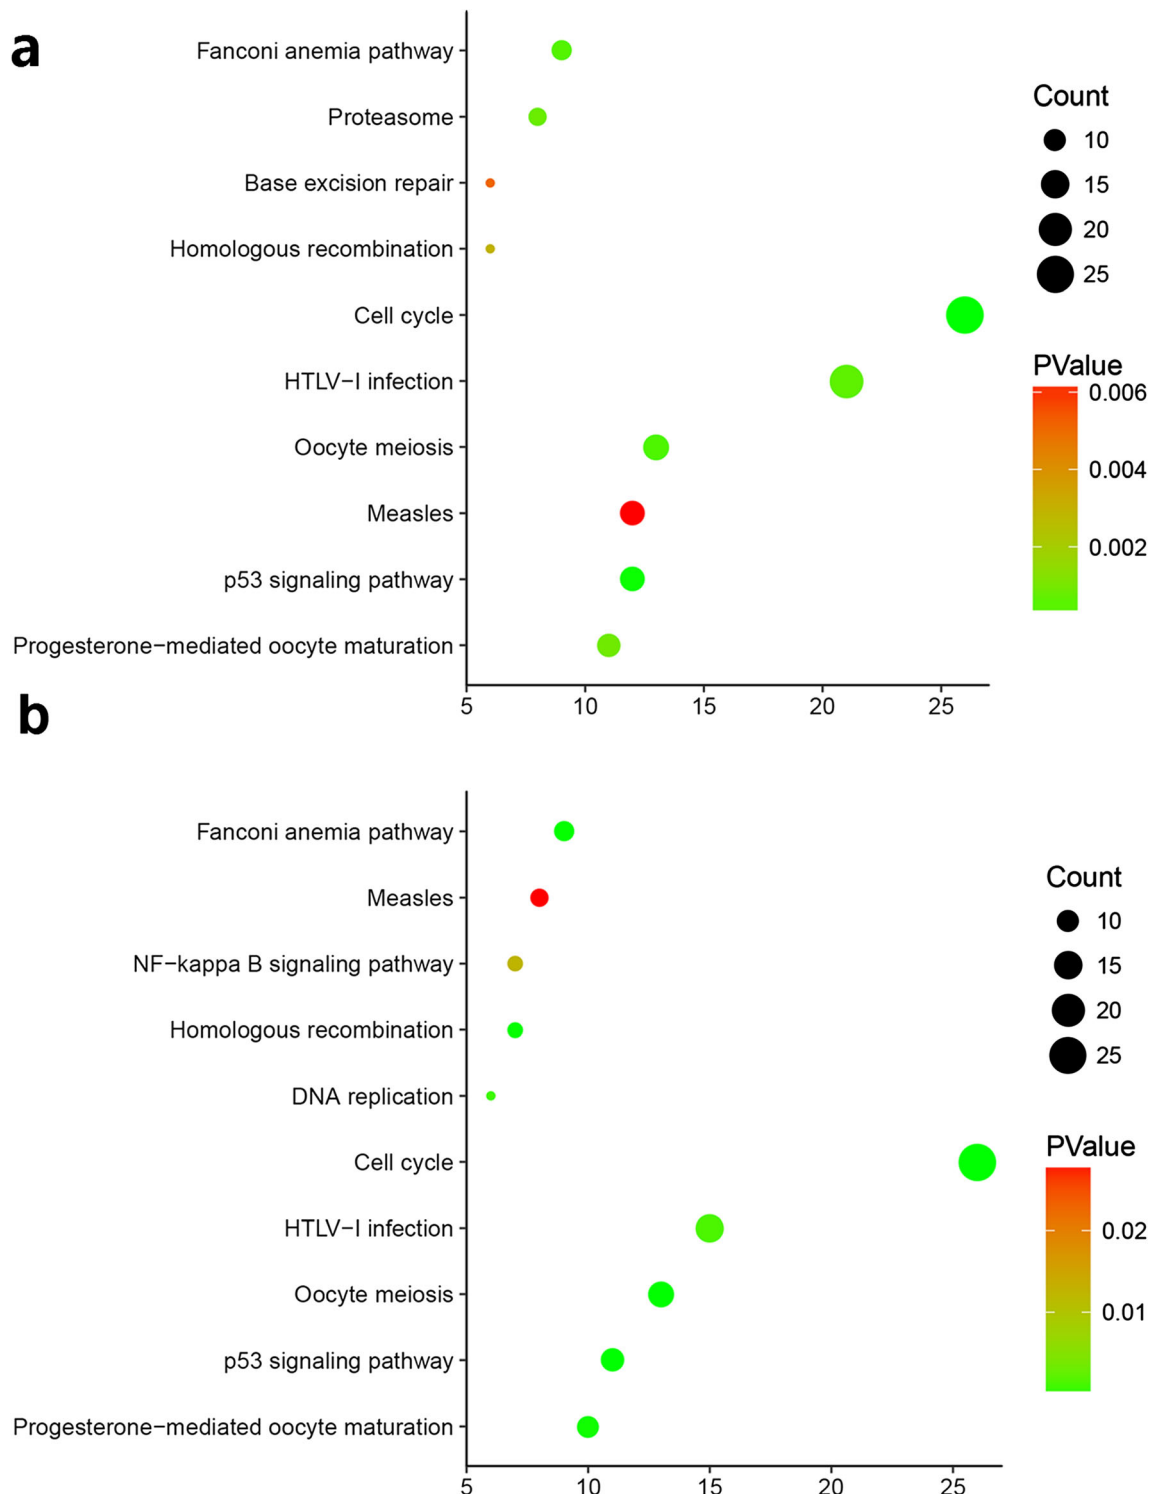 a
Fanconi anemia pathway
Proteasome
Base excision repair
Homologous recombination
Cell cycle
HTLV−I infection
Oocyte meiosis
Measles
p53 signaling pathway
Progesterone−mediated oocyte maturation
5 10 15 20 25
Count
10
15
20
25
PValue
0.006
0.004
0.002
b
Fanconi anemia pathway
Measles
NF−kappa B signaling pathway
Homologous recombination
DNA replication
Cell cycle
HTLV−I infection
Oocyte meiosis
p53 signaling pathway
Progesterone−mediated oocyte maturation
5 10 15 20 25
Count
10
15
20
25
PValue
0.02
0.01